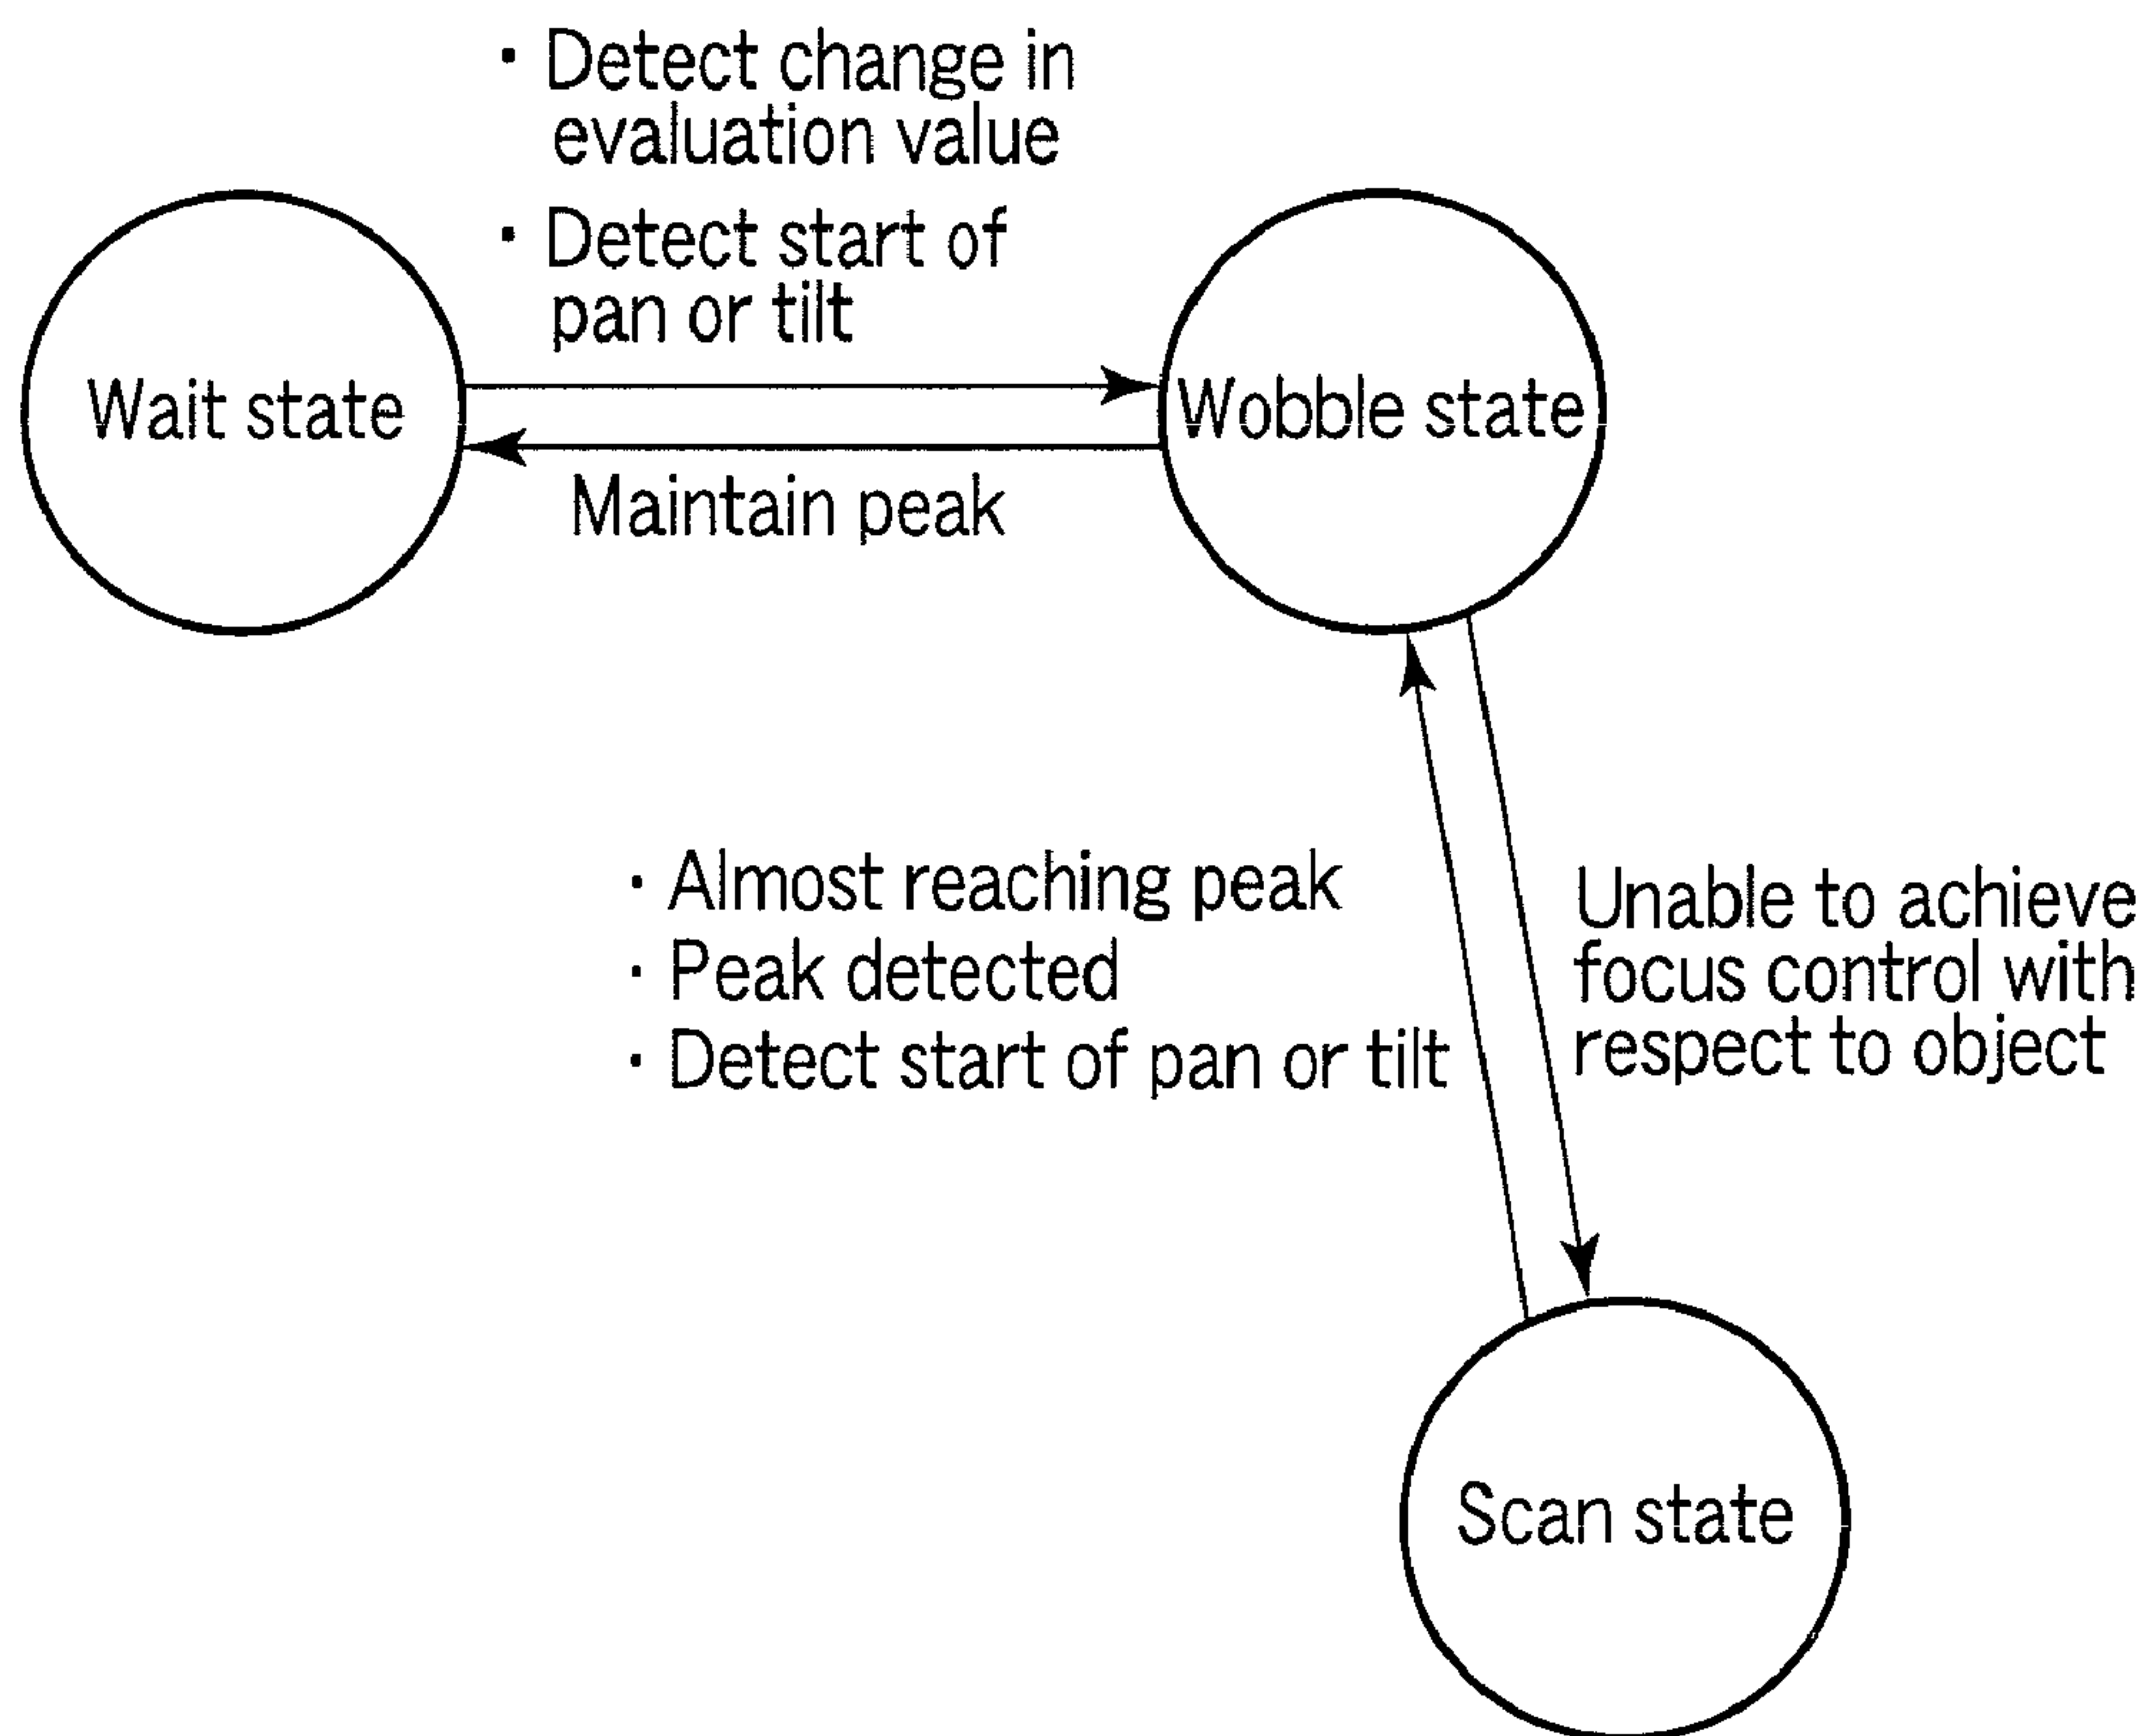 · Detect change in
evaluation value
· Detect start of
pan or tilt
Wait state
Wobble state
Maintain peak
· Almost reaching peak
· Peak detected
· Detect start of pan or tilt
Unable to achieve
focus control with
respect to object
Scan state